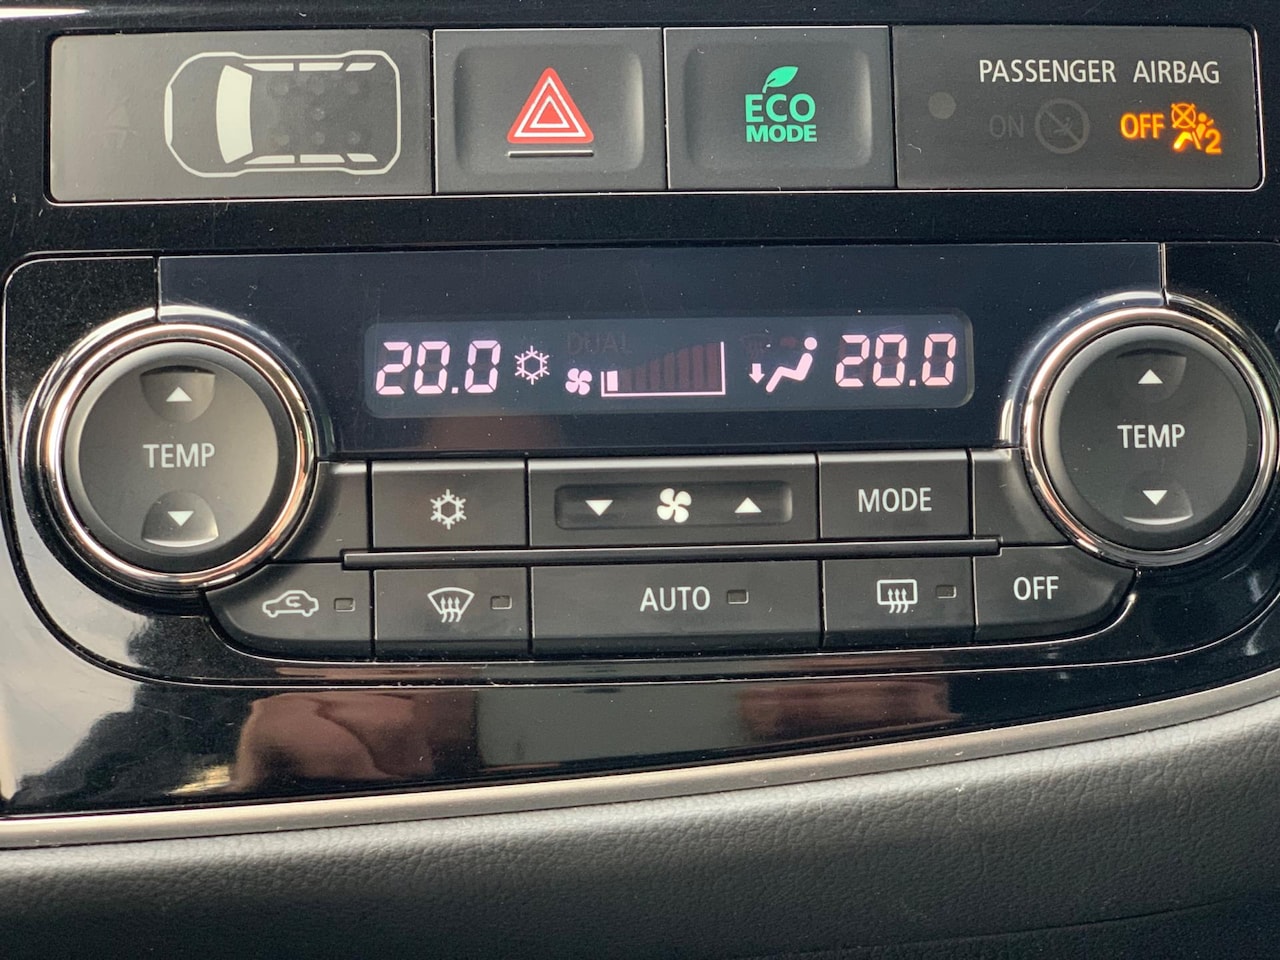 PASSENGER AIRBAG
ECO
MODE
ON
OFF
2
DUAL
20.0
20.0
TEMP
TEMP
MODE
AUTO
OFF